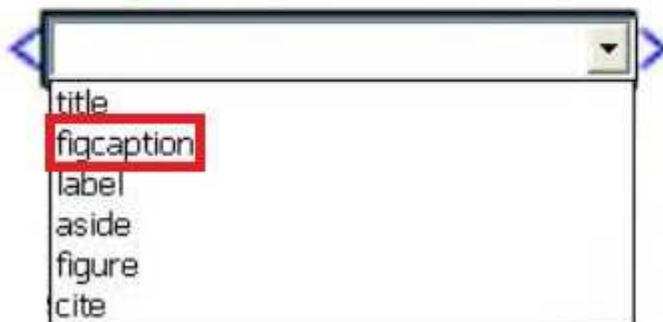 < >
title
figcaption
label
aside
figure
cite